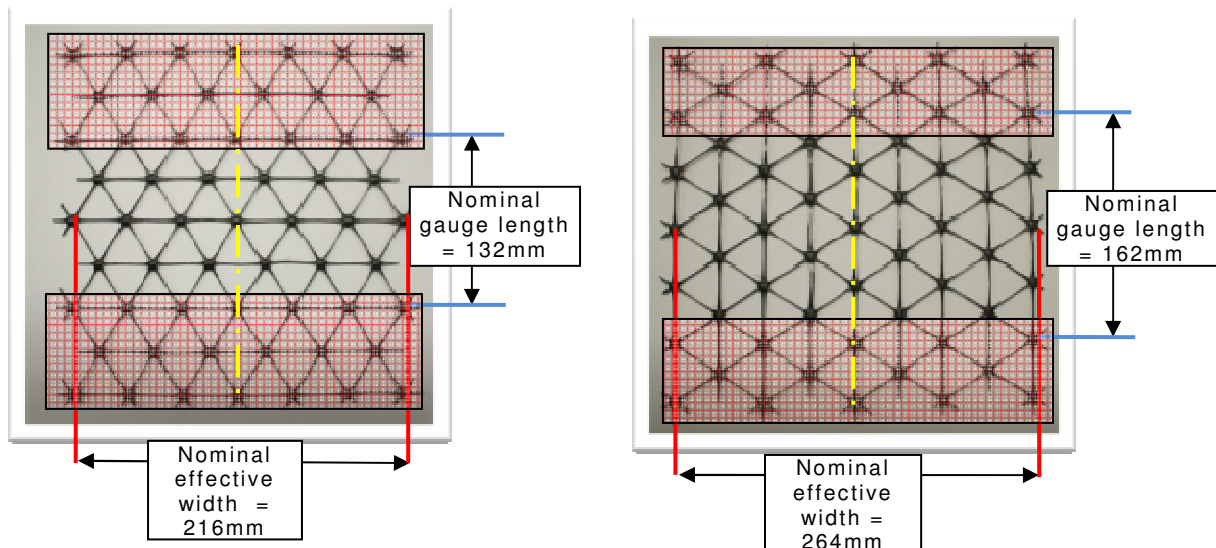 Nominal
gauge length
= 132mm
Nominal
effective
width =
216mm
Nominal
gauge length
= 162mm
Nominal
effective
width =
264mm